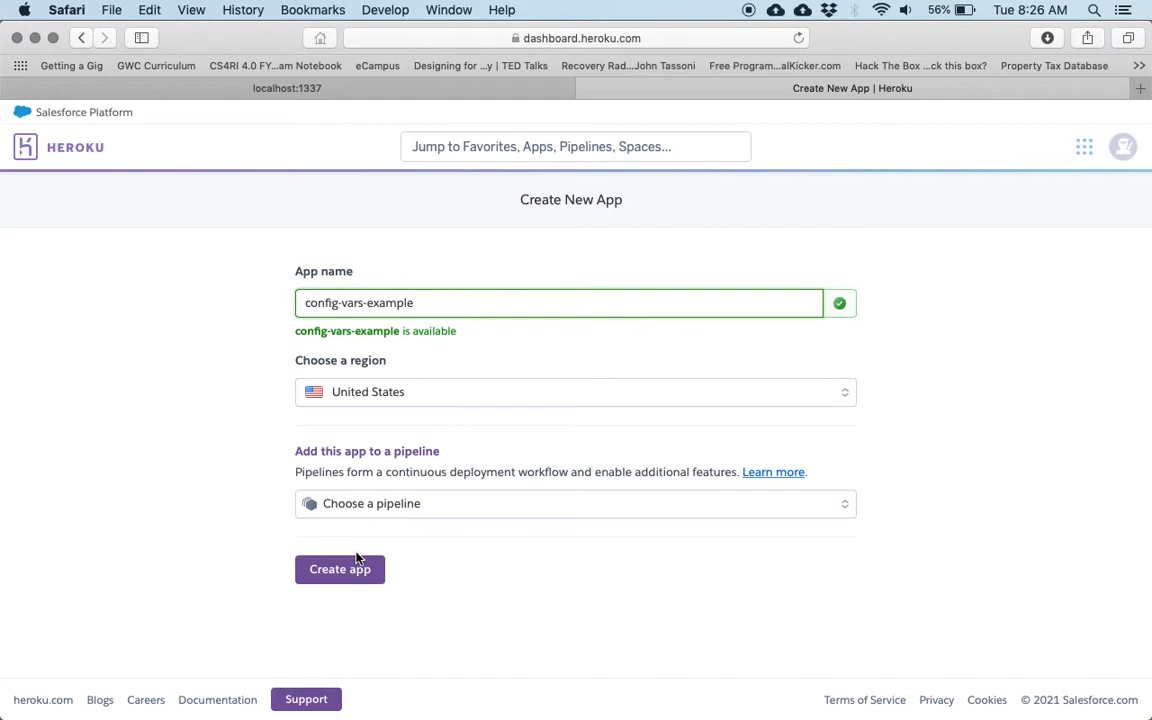 Safari File Edit View History Bookmarks Develop Window Help 56% Tue 8:26 AM
dashboard.heroku.com
Getting a Gig GWC Curriculum CS4RI 4.0 FY...am Notebook eCampus Designing for ...y | TED Talks Recovery Rad...John Tassoni Free Program...alKicker.com Hack The Box ...ck this box? Property Tax Database >>
localhost:1337 Create New App | Heroku
Salesforce Platform
HEROKU Jump to Favorites, Apps, Pipelines, Spaces...
Create New App
App name
config-vars-example
config-vars-example is available
Choose a region
United States
Add this app to a pipeline
Pipelines form a continuous deployment workflow and enable additional features. Learn more.
Choose a pipeline
Create app
heroku.com Blogs Careers Documentation Support Terms of Service Privacy Cookies © 2021 Salesforce.com